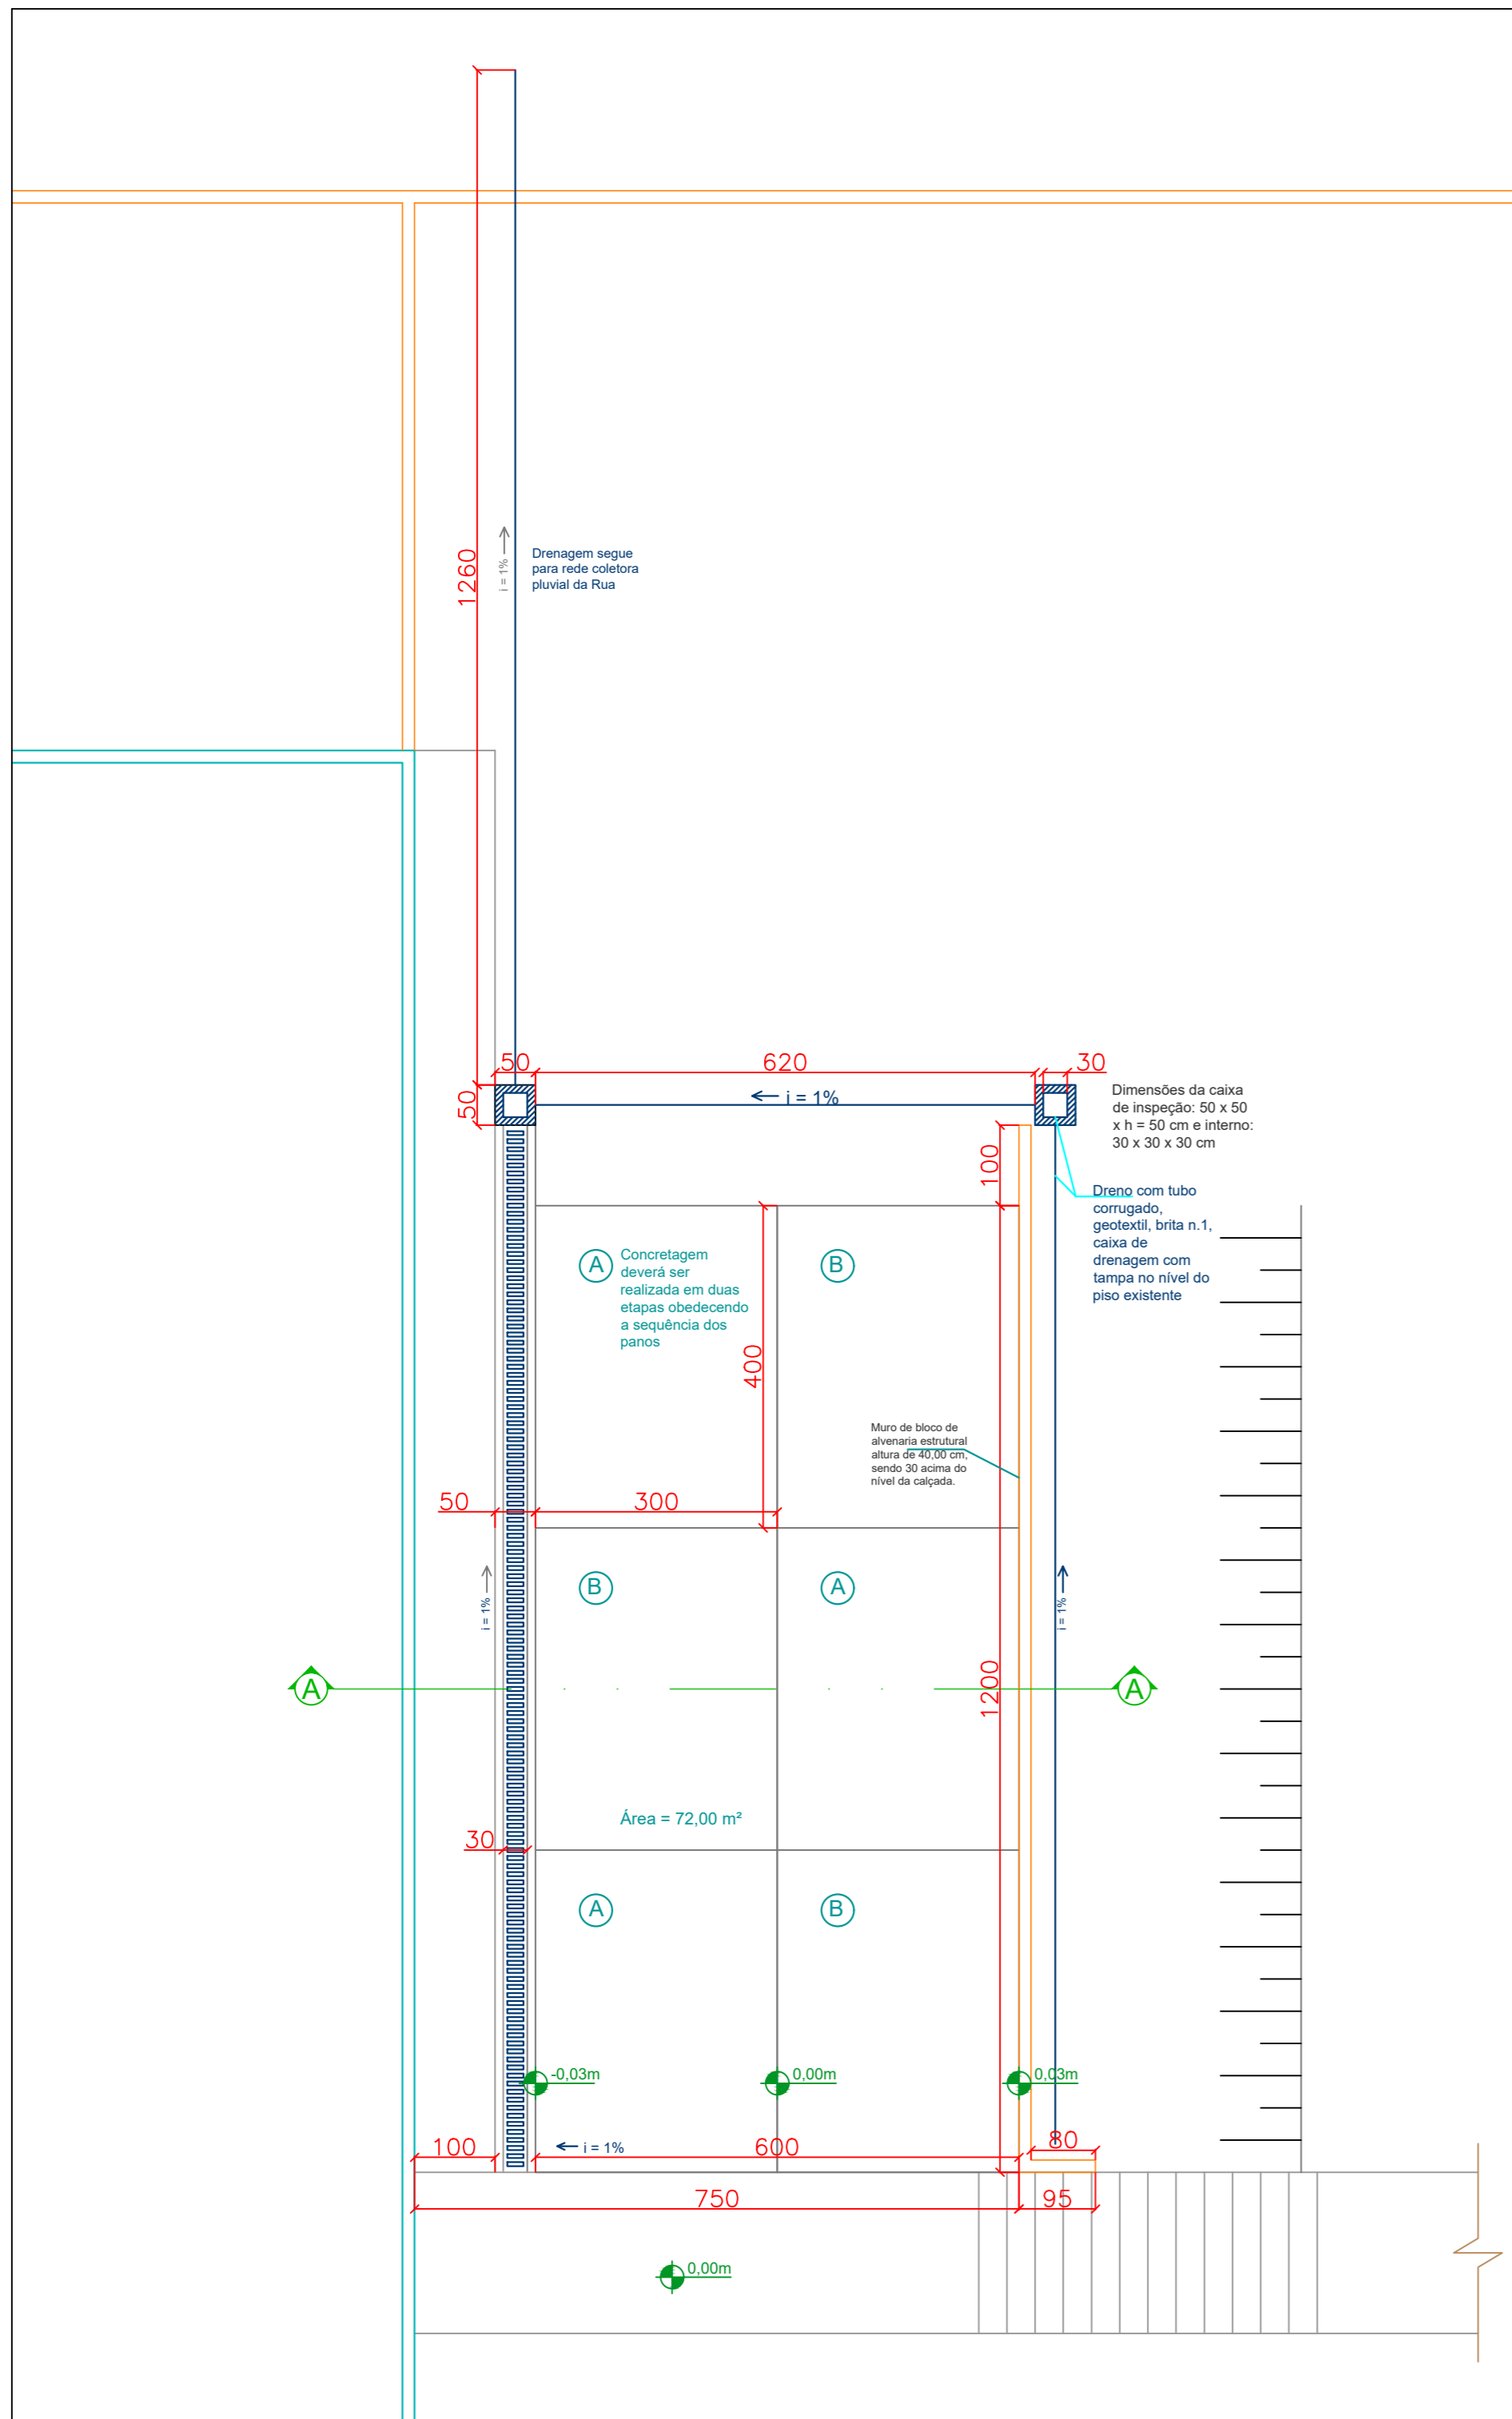 1260
i = 1%
Drenagem segue
para rede coletora
pluvial da Rua
50
620
30
50
i = 1%
Dimensões da caixa
de inspeção: 50 x 50
x h = 50 cm e interno:
30 x 30 x 30 cm
100
Dreno com tubo
corrugado,
geotextil, brita n.1,
caixa de
drenagem com
tampa no nível do
piso existente
A
Concretagem
deverá ser
realizada em duas
etapas obedecendo
a sequência dos
panos
B
400
Muro de bloco de
alvenaria estrutural
altura de 40,00 cm,
sendo 30 acima do
nível da calçada.
50
300
B
A
i = 1%
i = 1%
1200
A
A
Área = 72,00 m²
30
A
B
-0,03m
0,00m
0,03m
100
i = 1%
600
80
750
95
0,00m